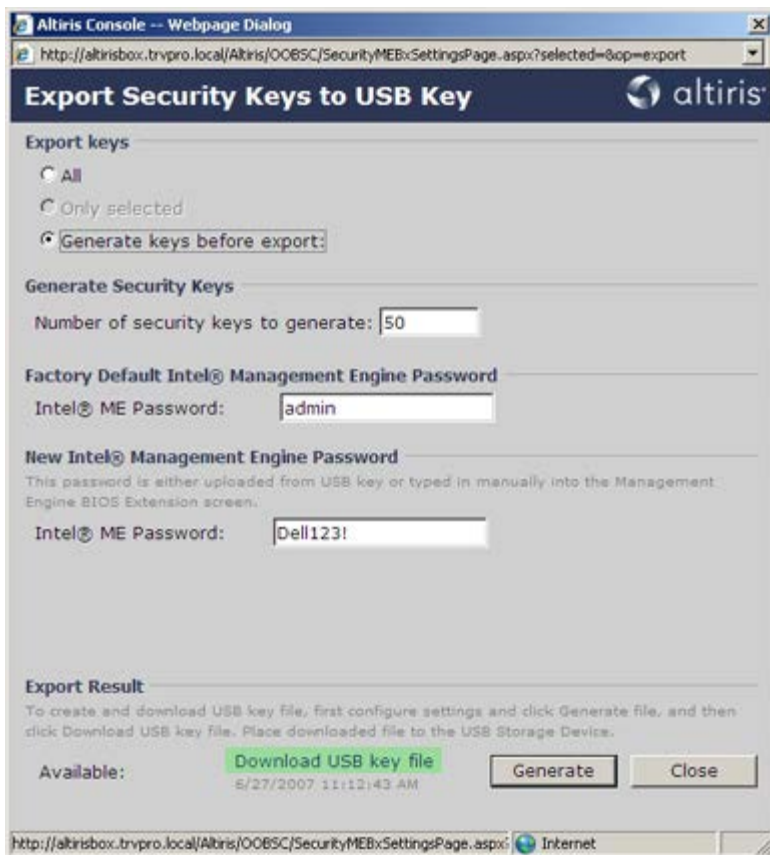 Altiris Console -- Webpage Dialog
http://altirisbox.trvpro.local/Altiris/OOBSC/SecurityMEBxSettingsPage.aspx?selected=&op=export
Export Security Keys to USB Key
altiris
Export keys
All
Only selected
Generate keys before export:
Generate Security Keys
Number of security keys to generate: 50
Factory Default Intel® Management Engine Password
Intel® ME Password: admin
New Intel® Management Engine Password
This password is either uploaded from USB key or typed in manually into the Management
Engine BIOS Extension screen.
Intel® ME Password: Dell123!
Export Result
To create and download USB key file, first configure settings and click Generate file, and then
click Download USB key file. Place downloaded file to the USB Storage Device.
Available: Download USB key file Generate Close
6/27/2007 11:12:43 AM
http://altirisbox.trvpro.local/Altiris/OOBSC/SecurityMEBxSettingsPage.aspx? Internet